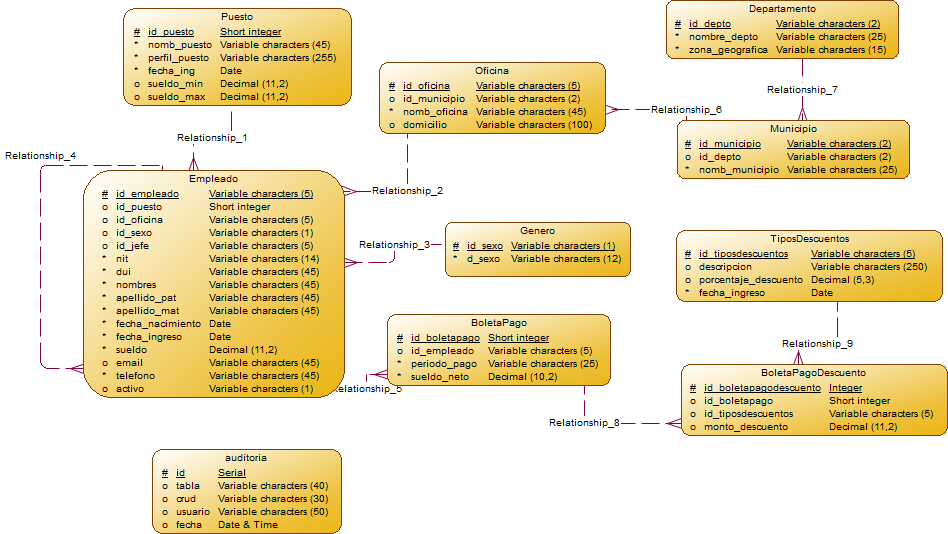 Puesto
# id_puesto Short integer
* nomb_puesto Variable characters (45)
* perfil_puesto Variable characters (255)
* fecha_ing Date
o sueldo_min Decimal (11,2)
o sueldo_max Decimal (11,2)
Departamento
# id_depto Variable characters (2)
* nombre_depto Variable characters (25)
* zona_geografica Variable characters (15)
Oficina
# id_oficina Variable characters (5)
o id_municipio Variable characters (2)
* nomb_oficina Variable characters (45)
o domicilio Variable characters (100)
Relationship_7
Relationship_6
Relationship_1
Municipio
# id_municipio Variable characters (2)
o id_depto Variable characters (2)
* nomb_municipio Variable characters (25)
Relationship_4
Empleado
# id_empleado Variable characters (5)
o id_puesto Short integer
o id_oficina Variable characters (5)
o id_sexo Variable characters (1)
o id_jefe Variable characters (5)
* nit Variable characters (14)
* dui Variable characters (45)
* nombres Variable characters (45)
* apellido_pat Variable characters (45)
* apellido_mat Variable characters (45)
* fecha_nacimiento Date
* fecha_ingreso Date
* sueldo Decimal (11,2)
o email Variable characters (45)
* telefono Variable characters (45)
o activo Variable characters (1)
Relationship_2
Relationship_3
Genero
# id_sexo Variable characters (1)
* d_sexo Variable characters (12)
TiposDescuentos
# id_tiposdescuentos Variable characters (5)
o descripcion Variable characters (250)
o porcentaje_descuento Decimal (5,3)
* fecha_ingreso Date
BoletaPago
# id_boletapago Short integer
o id_empleado Variable characters (5)
* periodo_pago Variable characters (25)
* sueldo_neto Decimal (10,2)
Relationship_9
Relationship_5
BoletaPagoDescuento
# id_boletapagodescuento Integer
o id_boletapago Short integer
o id_tiposdescuentos Variable characters (5)
o monto_descuento Decimal (11,2)
Relationship_8
auditoria
# id Serial
o tabla Variable characters (40)
o crud Variable characters (30)
o usuario Variable characters (50)
o fecha Date & Time